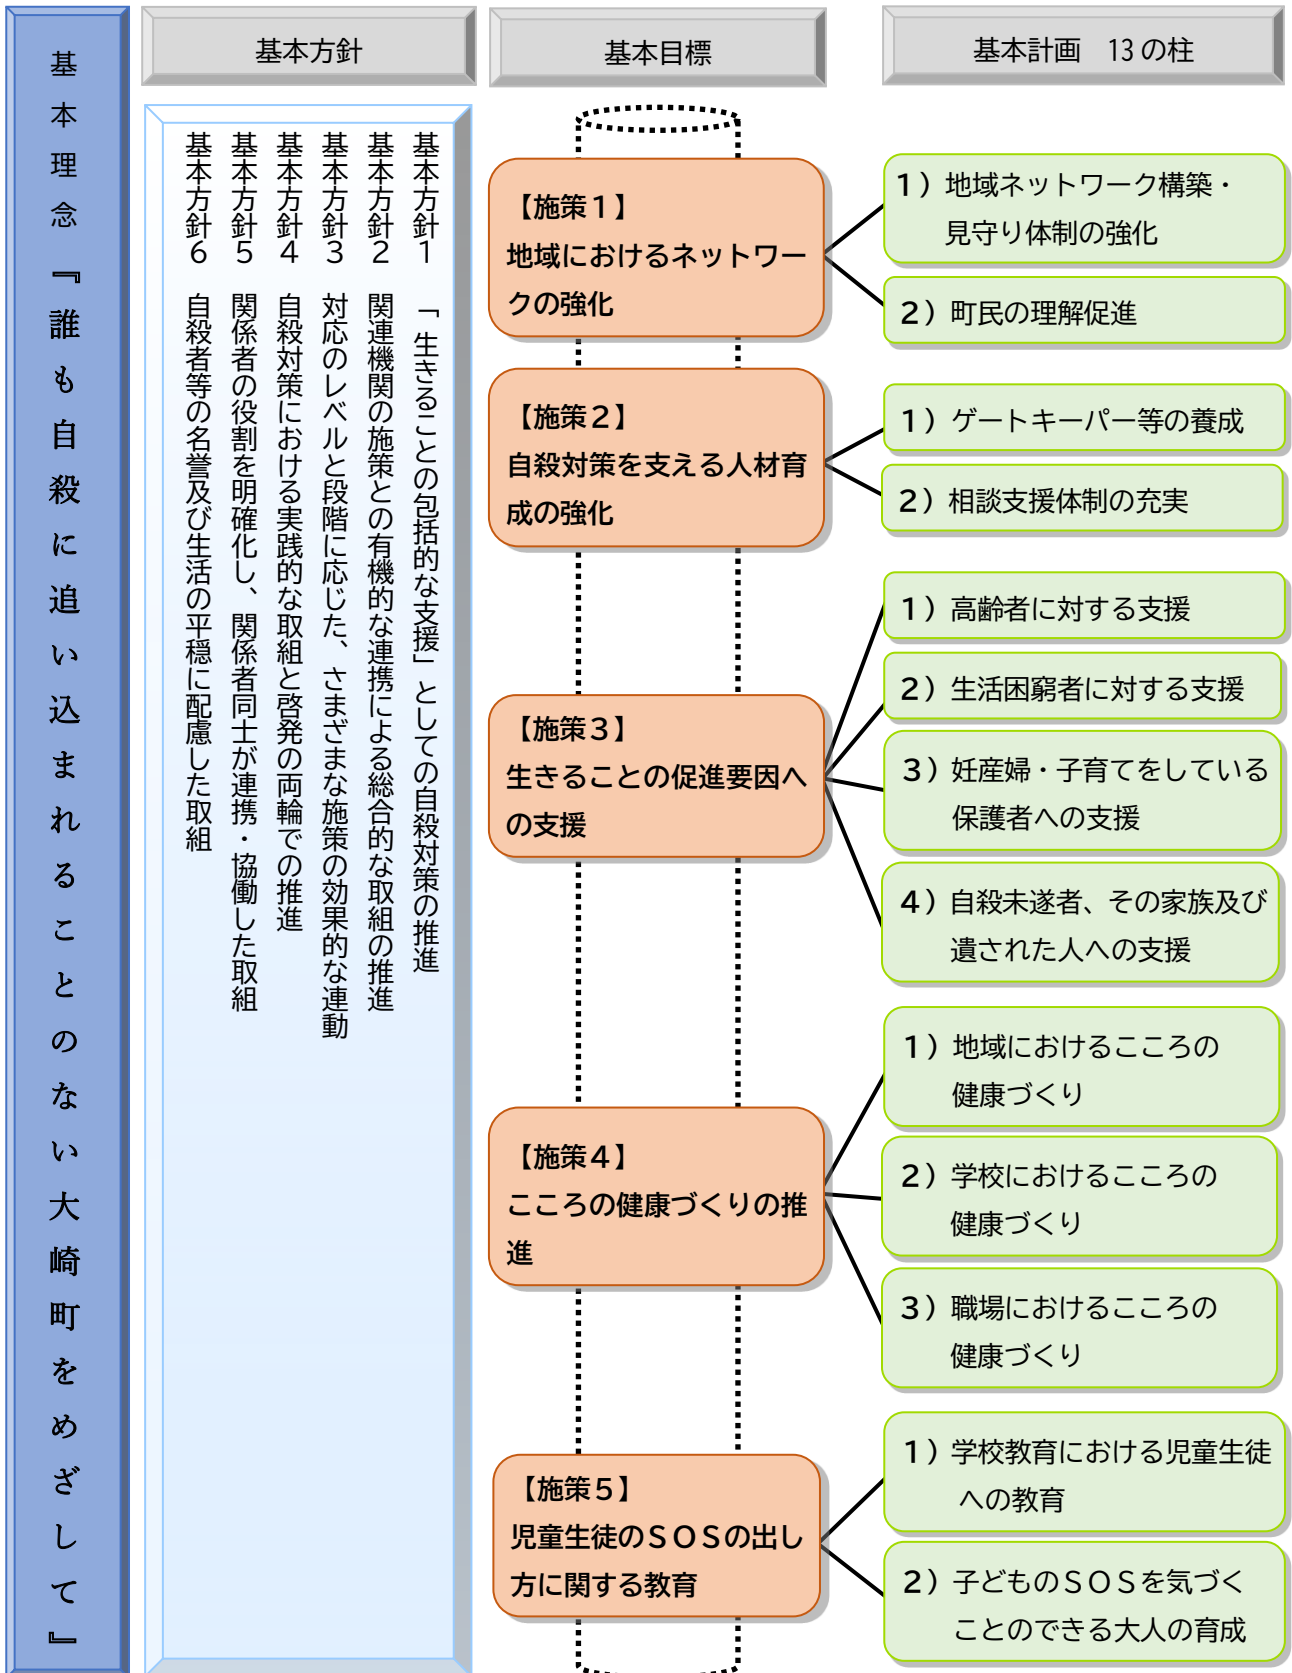 基本理念『誰も自殺に追い込まれることのない大崎町をめざして』
基本方針
基本方針１　「生きることの包括的な支援」としての自殺対策の推進
基本方針２　関連機関の施策との有機的な連携による総合的な取組の推進
基本方針３　対応のレベルと段階に応じた、さまざまな施策の効果的な連動
基本方針４　自殺対策における実践的な取組と啓発の両輪での推進
基本方針５　関係者の役割を明確化し、関係者同士が連携・協働した取組
基本方針６　自殺者等の名誉及び生活の平穏に配慮した取組
基本目標
基本計画　13の柱
【施策１】
地域におけるネットワー
クの強化
１）地域ネットワーク構築・
見守り体制の強化
２）町民の理解促進
【施策２】
自殺対策を支える人材育
成の強化
１）ゲートキーパー等の養成
２）相談支援体制の充実
【施策３】
生きることの促進要因へ
の支援
１）高齢者に対する支援
２）生活困窮者に対する支援
３）妊産婦・子育てをしている
保護者への支援
４）自殺未遂者、その家族及び
遺された人への支援
【施策４】
こころの健康づくりの推
進
１）地域におけるこころの
健康づくり
２）学校におけるこころの
健康づくり
３）職場におけるこころの
健康づくり
【施策５】
児童生徒のＳＯＳの出し
方に関する教育
１）学校教育における児童生徒
への教育
２）子どものＳＯＳを気づく
ことのできる大人の育成